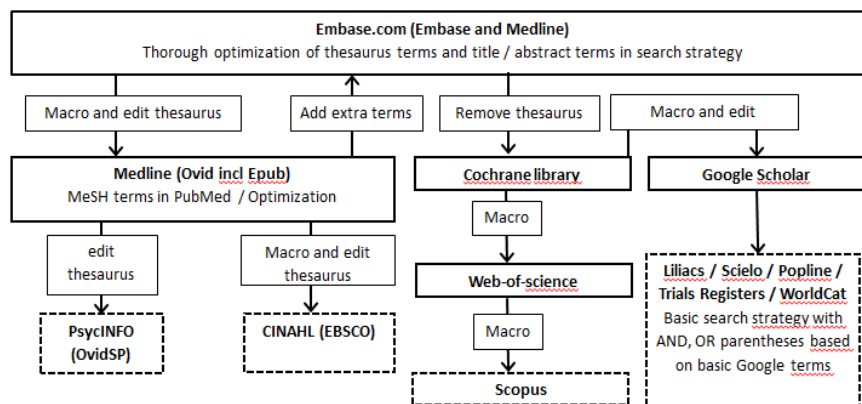 Embase.com (Embase and Medline)
Thorough optimization of thesaurus terms and title / abstract terms in search strategy
Macro and edit thesaurus
Add extra terms
Remove thesaurus
Macro and edit
Medline (Ovid incl Epub)
MeSH terms in PubMed / Optimization
Cochrane library
Google Scholar
Macro
edit
thesaurus
Macro and edit
thesaurus
Web-of-science
Liliacs / Scielo / Popline /
Trials Registers / WorldCat
Basic search strategy with
AND, OR parentheses based
on basic Google terms
PsycINFO
(OvidSP)
CINAHL (EBSCO)
Macro
Scopus